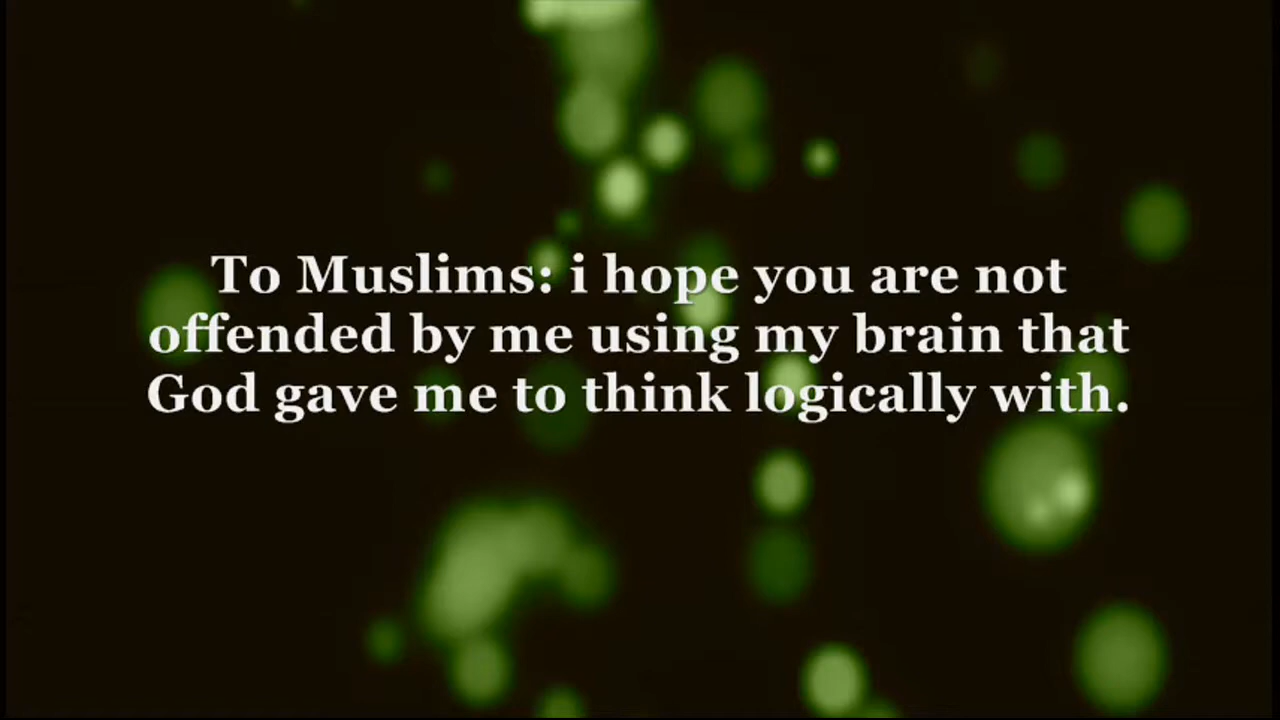 To Muslims: i hope you are not
offended by me using my brain that
God gave me to think logically with.